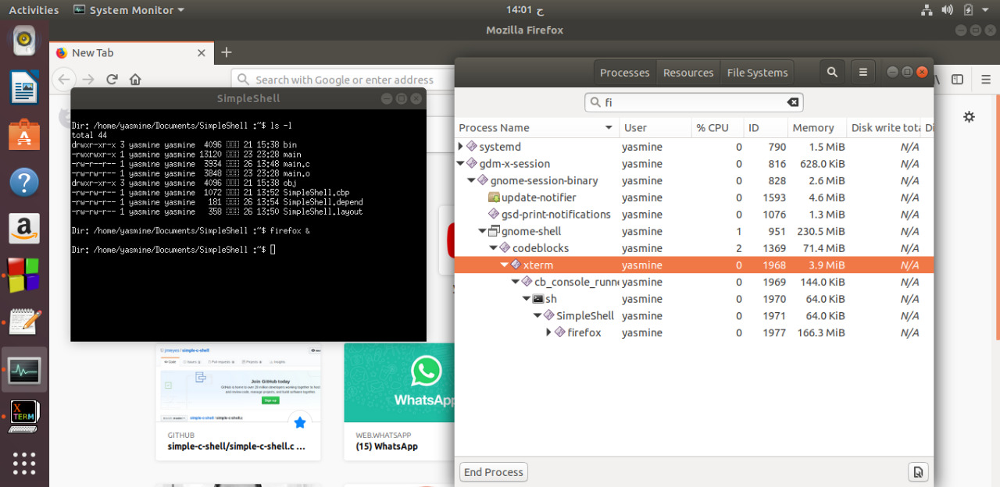 Activities
System Monitor
14:01 ح
Mozilla Firefox
New Tab
Search with Google or enter address
SimpleShell
Dir: /home/yasmine/Documents/SimpleShell :~$ ls -l
total 44
drwxr-xr-x 3 yasmine yasmine 4096 21 15:38 bin
-rwxrwxr-x 1 yasmine yasmine 13120 23 23:28 main
-rw-r--r-- 1 yasmine yasmine 3934 26 13:48 main.c
-rw-rw-r-- 1 yasmine yasmine 3848 23 23:28 main.o
drwxr-xr-x 3 yasmine yasmine 4096 21 15:38 obj
-rw-rw-r-- 1 yasmine yasmine 1072 21 13:52 SimpleShell.cbp
-rw-rw-r-- 1 yasmine yasmine 181 26 13:54 SimpleShell.depend
-rw-rw-r-- 1 yasmine yasmine 358 26 13:50 SimpleShell.layout
Dir: /home/yasmine/Documents/SimpleShell :~$ firefox &
Dir: /home/yasmine/Documents/SimpleShell :~$
Processes Resources File Systems
fi
Process Name User % CPU ID Memory Disk write tota Di
systemd yasmine 0 790 1.5 MiB N/A
gdm-x-session yasmine 0 816 628.0 KiB N/A
gnome-session-binary yasmine 0 828 2.6 MiB N/A
update-notifier yasmine 0 1593 4.6 MiB N/A
gsd-print-notifications yasmine 0 1076 1.3 MiB N/A
gnome-shell yasmine 1 951 230.5 MiB N/A
codeblocks yasmine 2 1369 71.4 MiB N/A
xterm yasmine 0 1968 3.9 MiB N/A
cb_console_runne yasmine 0 1969 144.0 KiB N/A
sh yasmine 0 1970 64.0 KiB N/A
SimpleShell yasmine 0 1971 64.0 KiB N/A
firefox yasmine 0 1977 166.3 MiB N/A
End Process
simple-c-shell
Join GitHub today
Sign up
GITHUB
simple-c-shell/simple-c-shell.c ...
WhatsApp
WEB.WHATSAPP
(15) WhatsApp
a
X
TERM